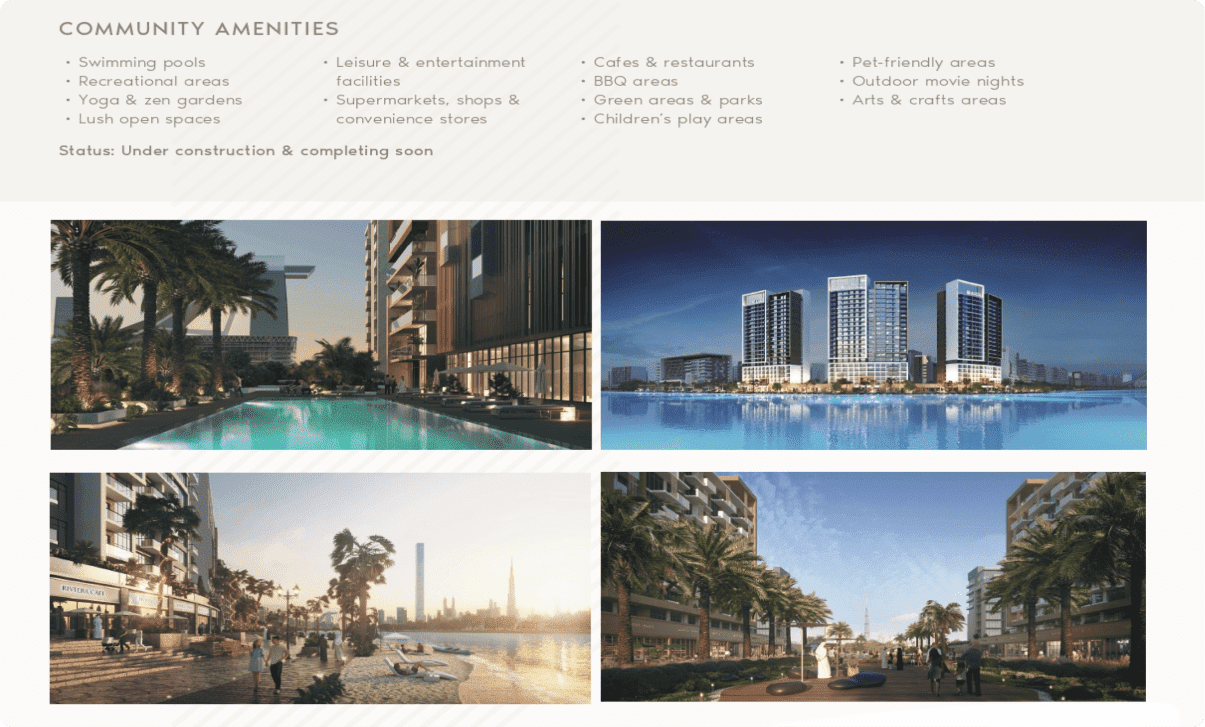 COMMUNITY AMENITIES
• Swimming pools
• Recreational areas
• Yoga & zen gardens
• Lush open spaces
• Leisure & entertainment
facilities
• Supermarkets, shops &
convenience stores
• Cafes & restaurants
• BBQ areas
• Green areas & parks
• Children's play areas
• Pet-friendly areas
• Outdoor movie nights
• Arts & crafts areas
Status: Under construction & completing soon
RIVIERA CAFE